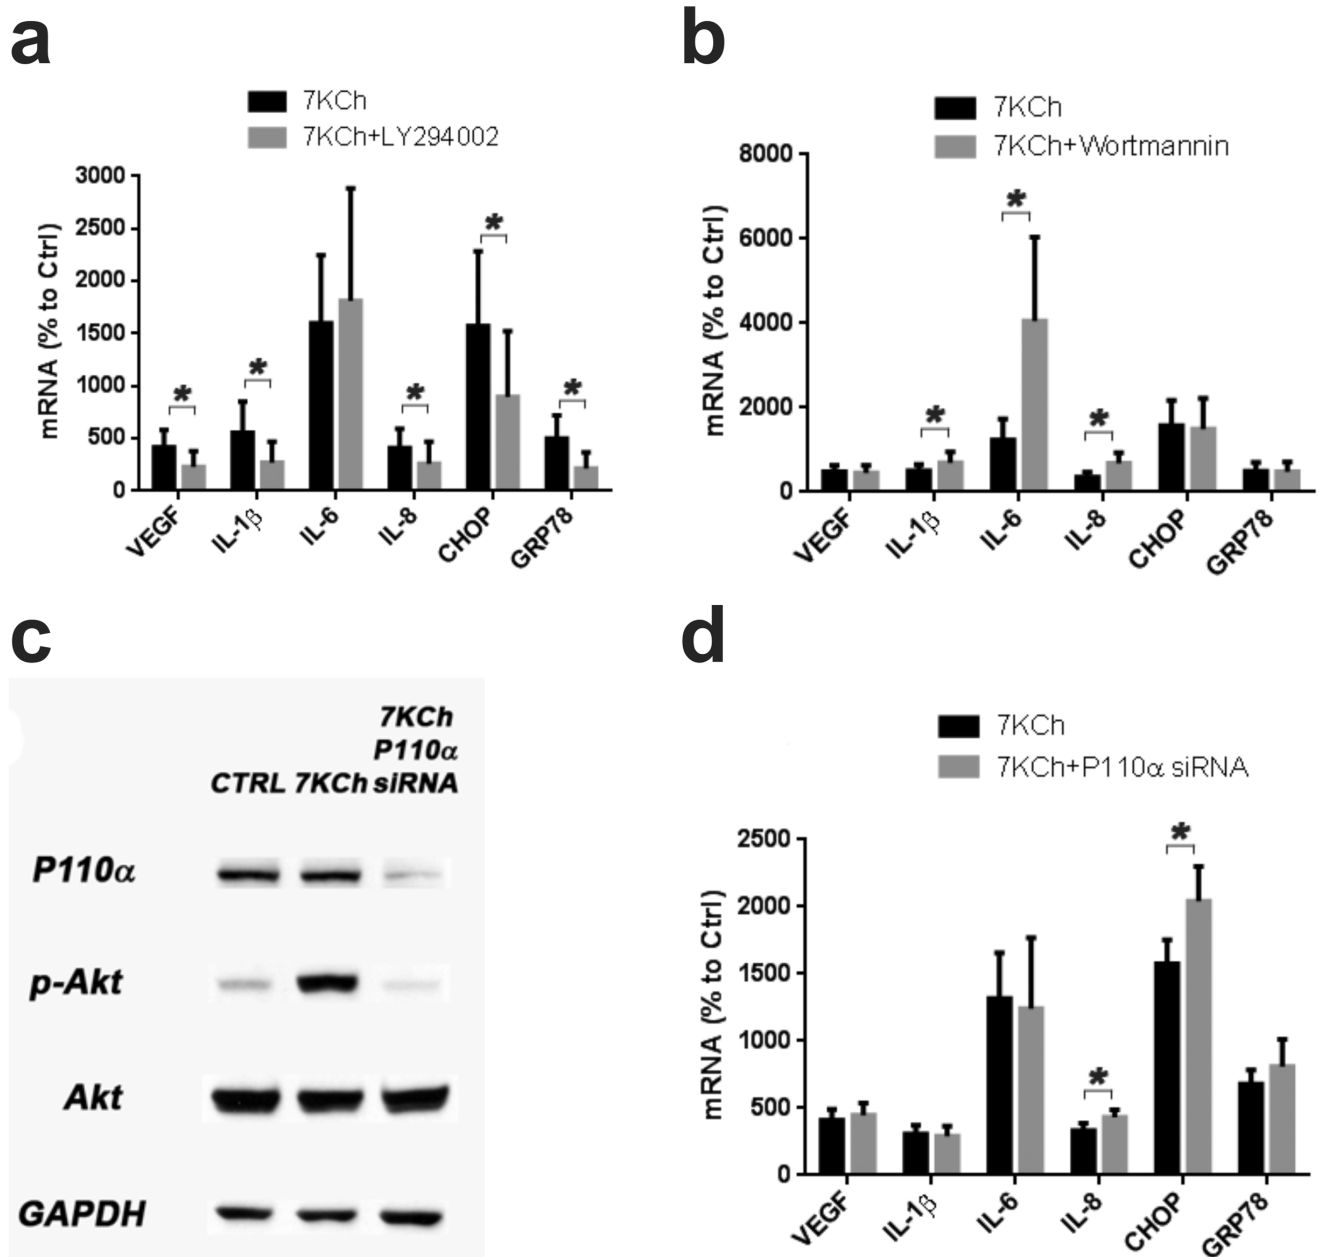 a
7KCh
7KCh+LY294002
mRNA (% to Ctrl)
3000
2500
2000
1500
1000
500
0
*
*
*
*
*
VEGF
IL-1β
IL-6
IL-8
CHOP
GRP78
b
7KCh
7KCh+Wortmannin
mRNA (% to Ctrl)
8000
6000
4000
2000
0
*
*
*
VEGF
IL-1β
IL-6
IL-8
CHOP
GRP78
c
7KCh
P110α
CTRL 7KCh siRNA
P110α
p-Akt
Akt
GAPDH
d
7KCh
7KCh+P110α siRNA
mRNA (% to Ctrl)
2500
2000
1500
1000
500
0
*
*
VEGF
IL-1β
IL-6
IL-8
CHOP
GRP78